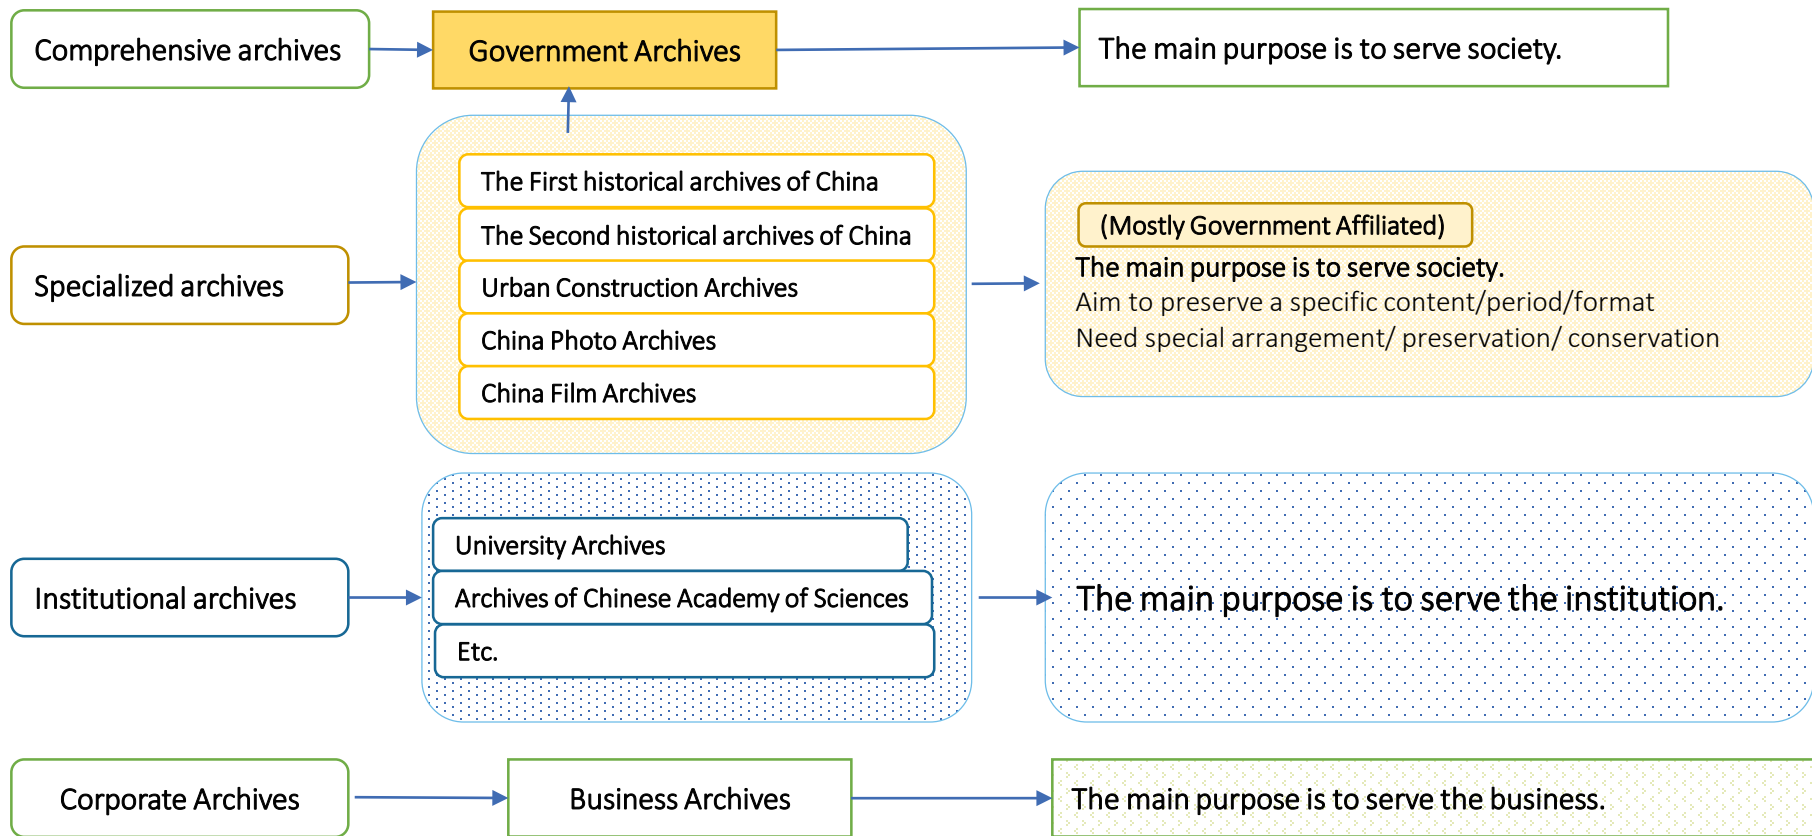 Comprehensive archives
Government Archives
The main purpose is to serve society.
Specialized archives
The First historical archives of China
The Second historical archives of China
Urban Construction Archives
China Photo Archives
China Film Archives
(Mostly Government Affiliated)
The main purpose is to serve society.
Aim to preserve a specific content/period/format
Need special arrangement/ preservation/ conservation
Institutional archives
University Archives
Archives of Chinese Academy of Sciences
Etc.
The main purpose is to serve the institution.
Corporate Archives
Business Archives
The main purpose is to serve the business.